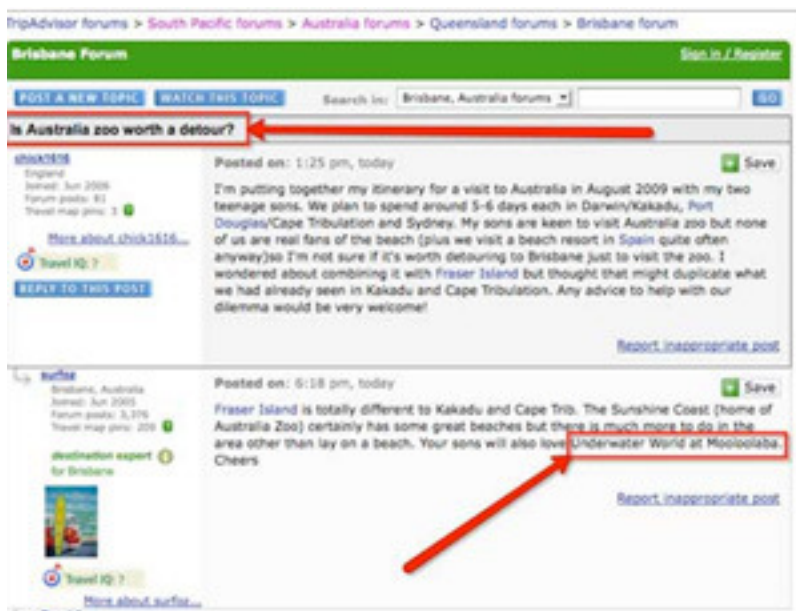 TripAdvisor forums > South Pacific forums > Australia forums > Queensland forums > Brisbane forum
Brisbane Forum
Sign in / Register
POST A NEW TOPIC
WATCH THIS TOPIC
Search in:
Brisbane, Australia forums
GO
Is Australia zoo worth a detour?
chick1616
England
Joined: Jun 2006
Forum posts: 81
Travel map pins: 3
More about chick1616...
Travel IQ: ?
REPLY TO THIS POST
Posted on: 1:25 pm, today
Save
I'm putting together my itinerary for a visit to Australia in August 2009 with my two
teenage sons. We plan to spend around 5-6 days each in Darwin/Kakadu, Port
Douglas/Cape Tribulation and Sydney. My sons are keen to visit Australia zoo but none
of us are real fans of the beach (plus we visit a beach resort in Spain quite often
anyway)so I'm not sure if it's worth detouring to Brisbane just to visit the zoo. I
wondered about combining it with Fraser Island but thought that might duplicate what
we had already seen in Kakadu and Cape Tribulation. Any advice to help with our
dilemma would be very welcome!
Report inappropriate post
surfoz
Brisbane, Australia
Joined: Jun 2005
Forum posts: 3,376
Travel map pins: 209
destination expert
for Brisbane
Travel IQ: ?
More about surfoz...
Posted on: 6:18 pm, today
Save
Fraser Island is totally different to Kakadu and Cape Trib. The Sunshine Coast (home of
Australia Zoo) certainly has some great beaches but there is much more to do in the
area other than lay on a beach. Your sons will also love Underwater World at Mooloolaba.
Cheers
Report inappropriate post